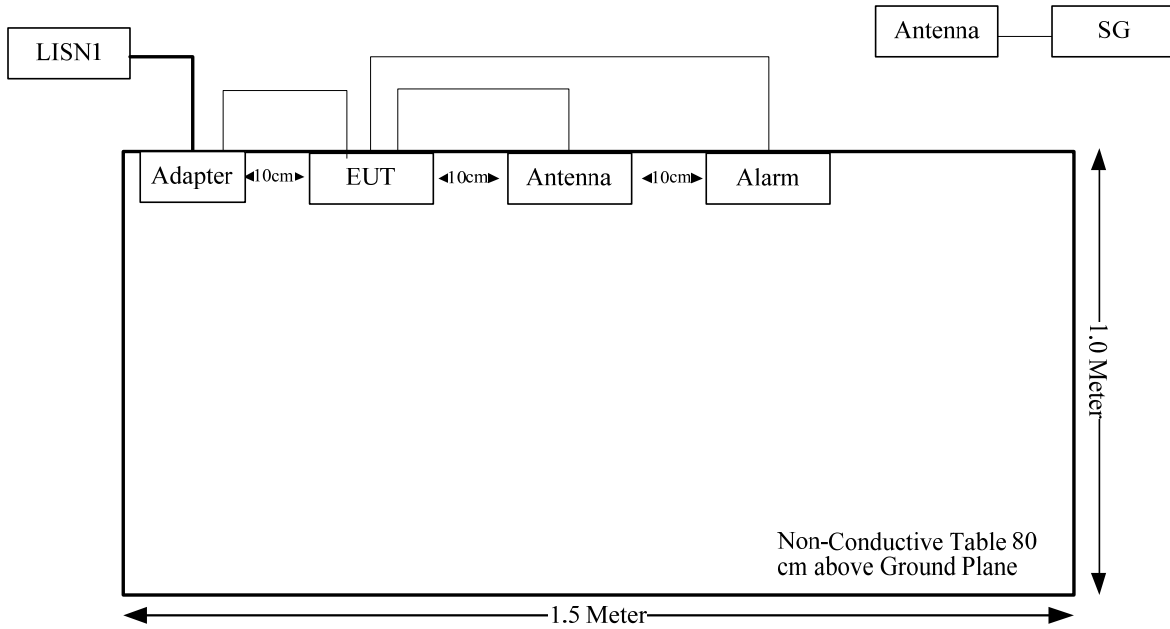 LISN1
Antenna
SG
Adapter
10cm
EUT
10cm
Antenna
10cm
Alarm
1.0 Meter
Non-Conductive Table 80
cm above Ground Plane
1.5 Meter